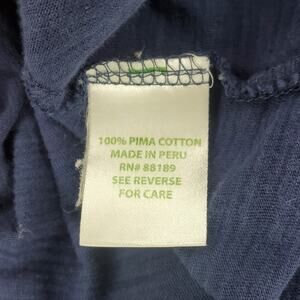 100% PIMA COTTON
MADE IN PERU
RN# 88189
SEE REVERSE
FOR CARE